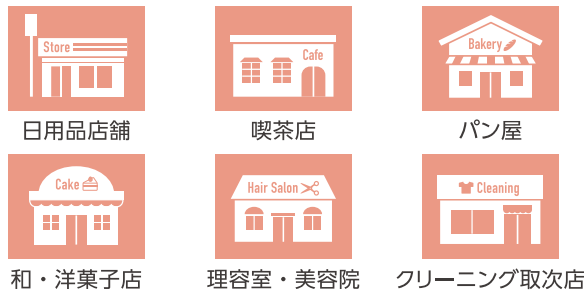 Store
Cafe
Bakery
日用品店舗
喫茶店
パン屋
Cake
Hair Salon
Cleaning
和・洋菓子店
理容室・美容院
クリーニング取次店